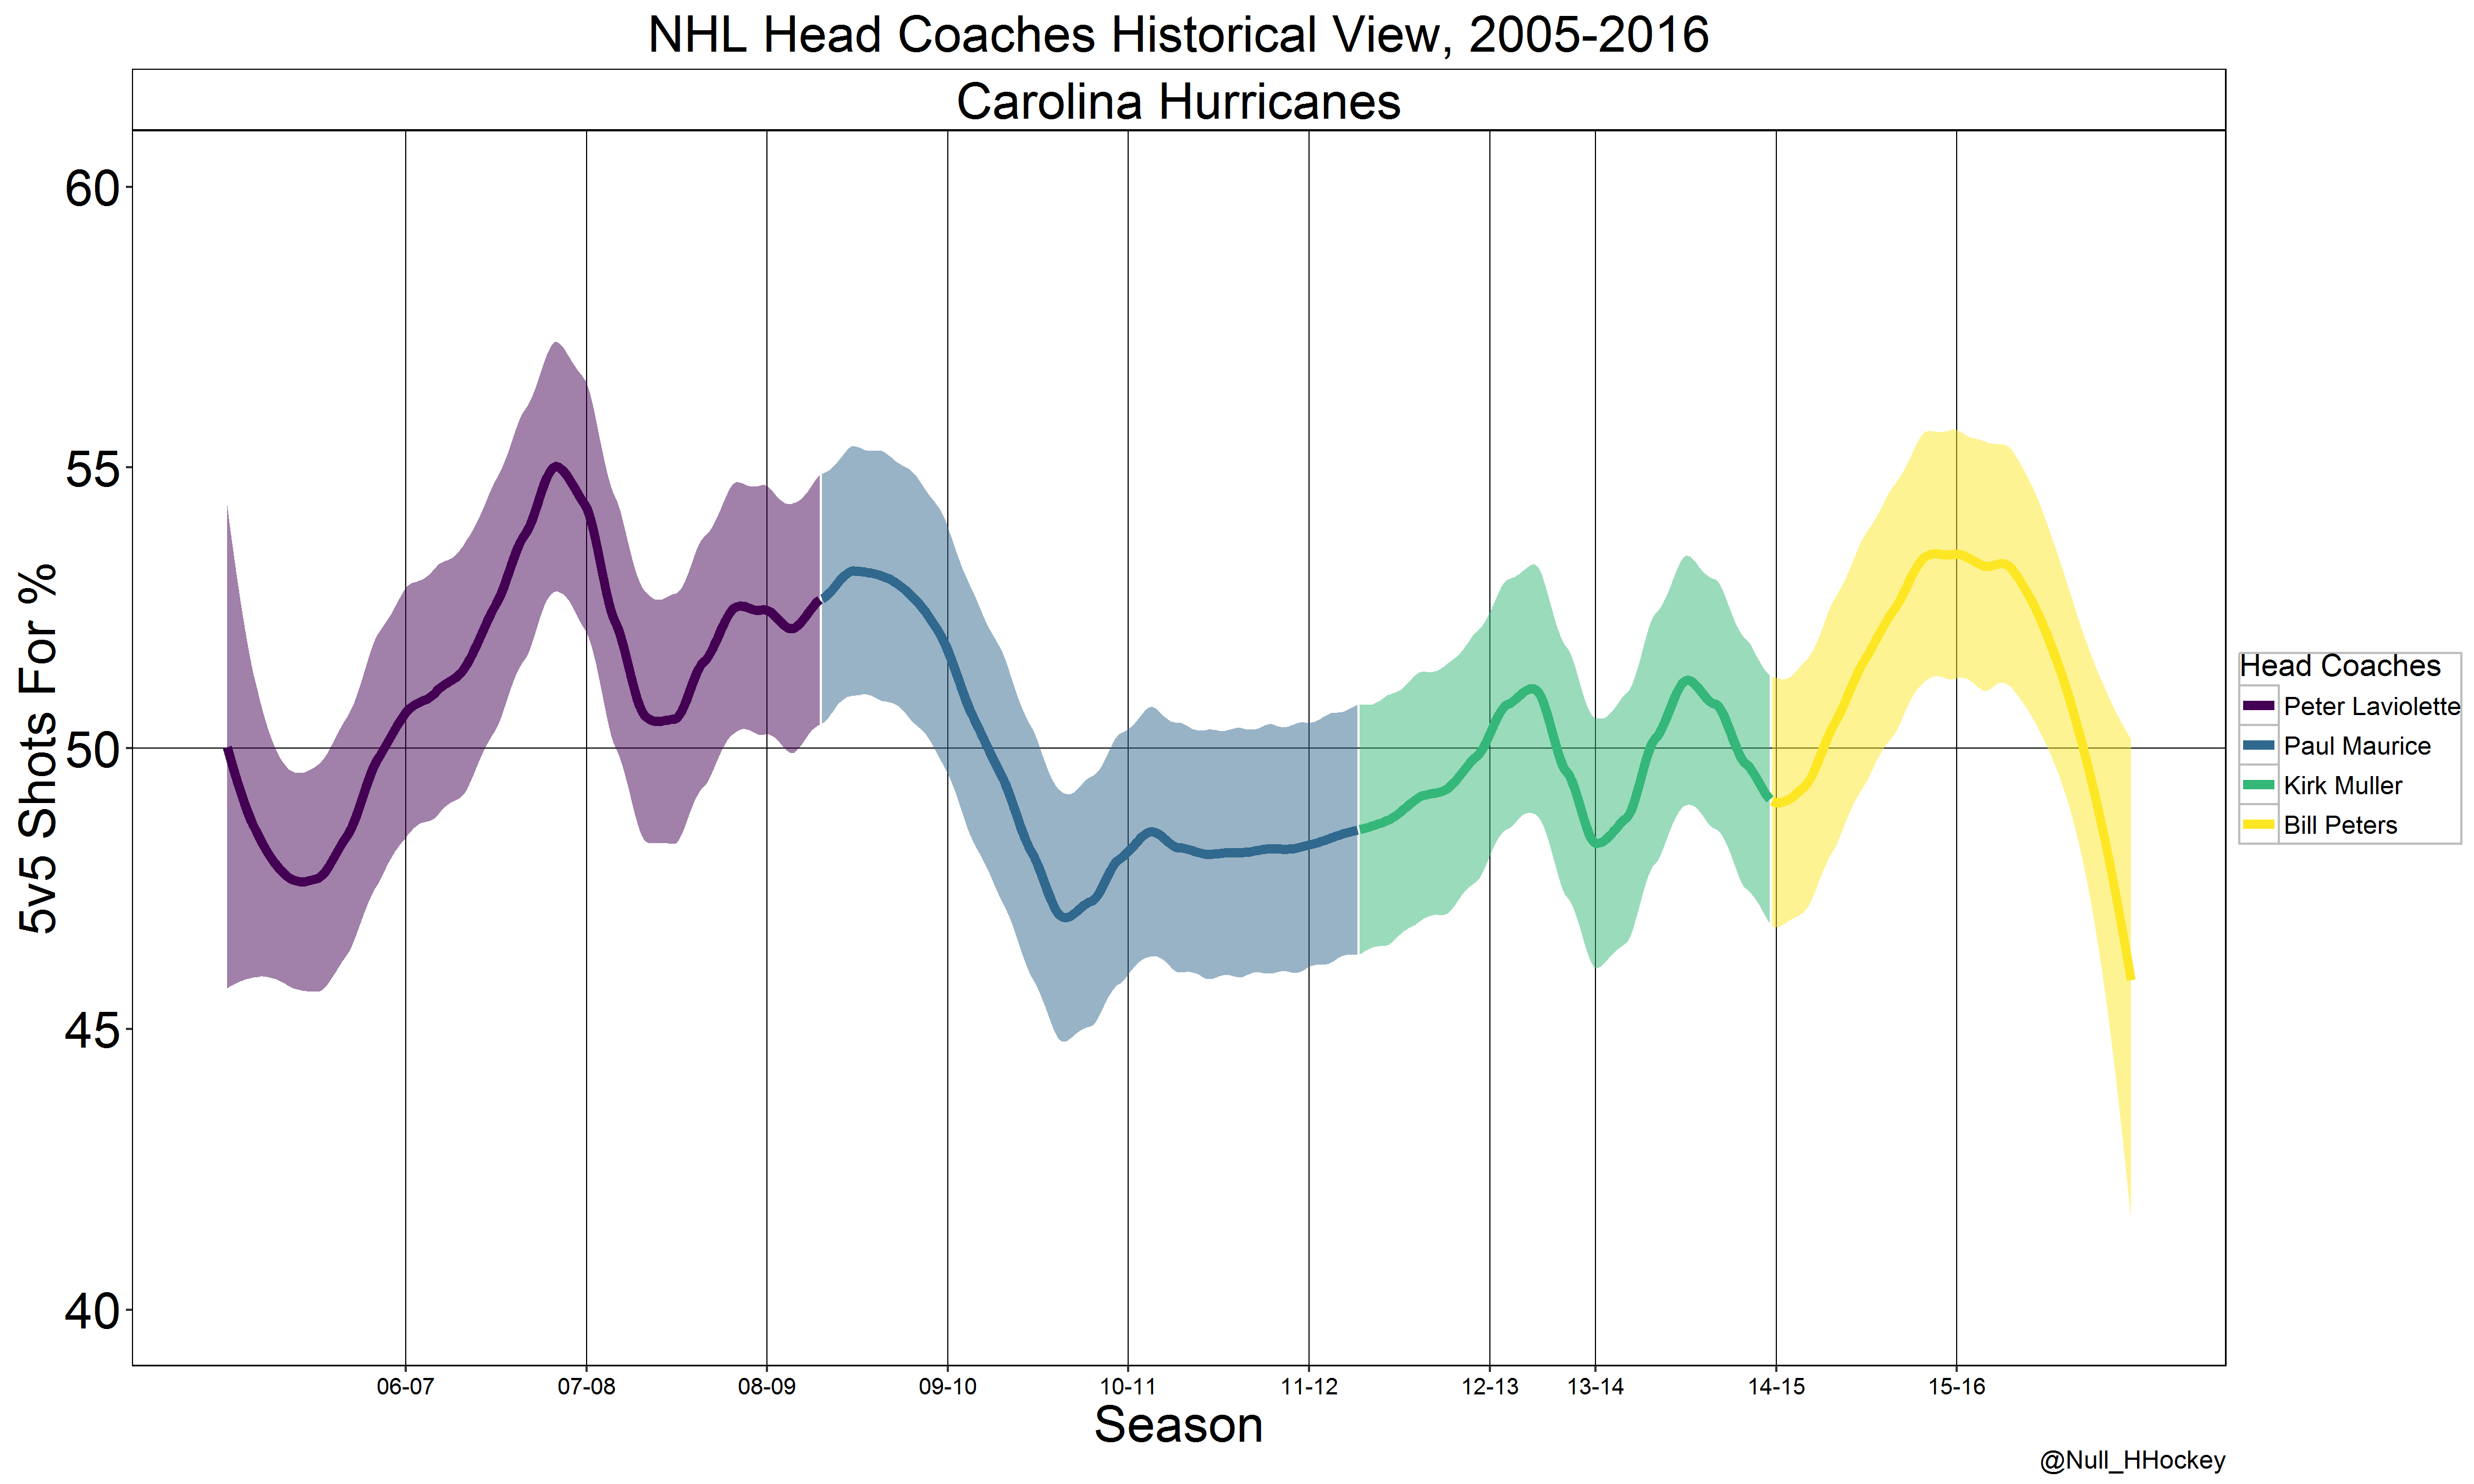 NHL Head Coaches Historical View, 2005-2016
Carolina Hurricanes
60
55
50
45
40
5v5 Shots For %
06-07 07-08 08-09 09-10 10-11 11-12 12-13 13-14 14-15 15-16
Season
Head Coaches
Peter Laviolette
Paul Maurice
Kirk Muller
Bill Peters
@Null_HHockey